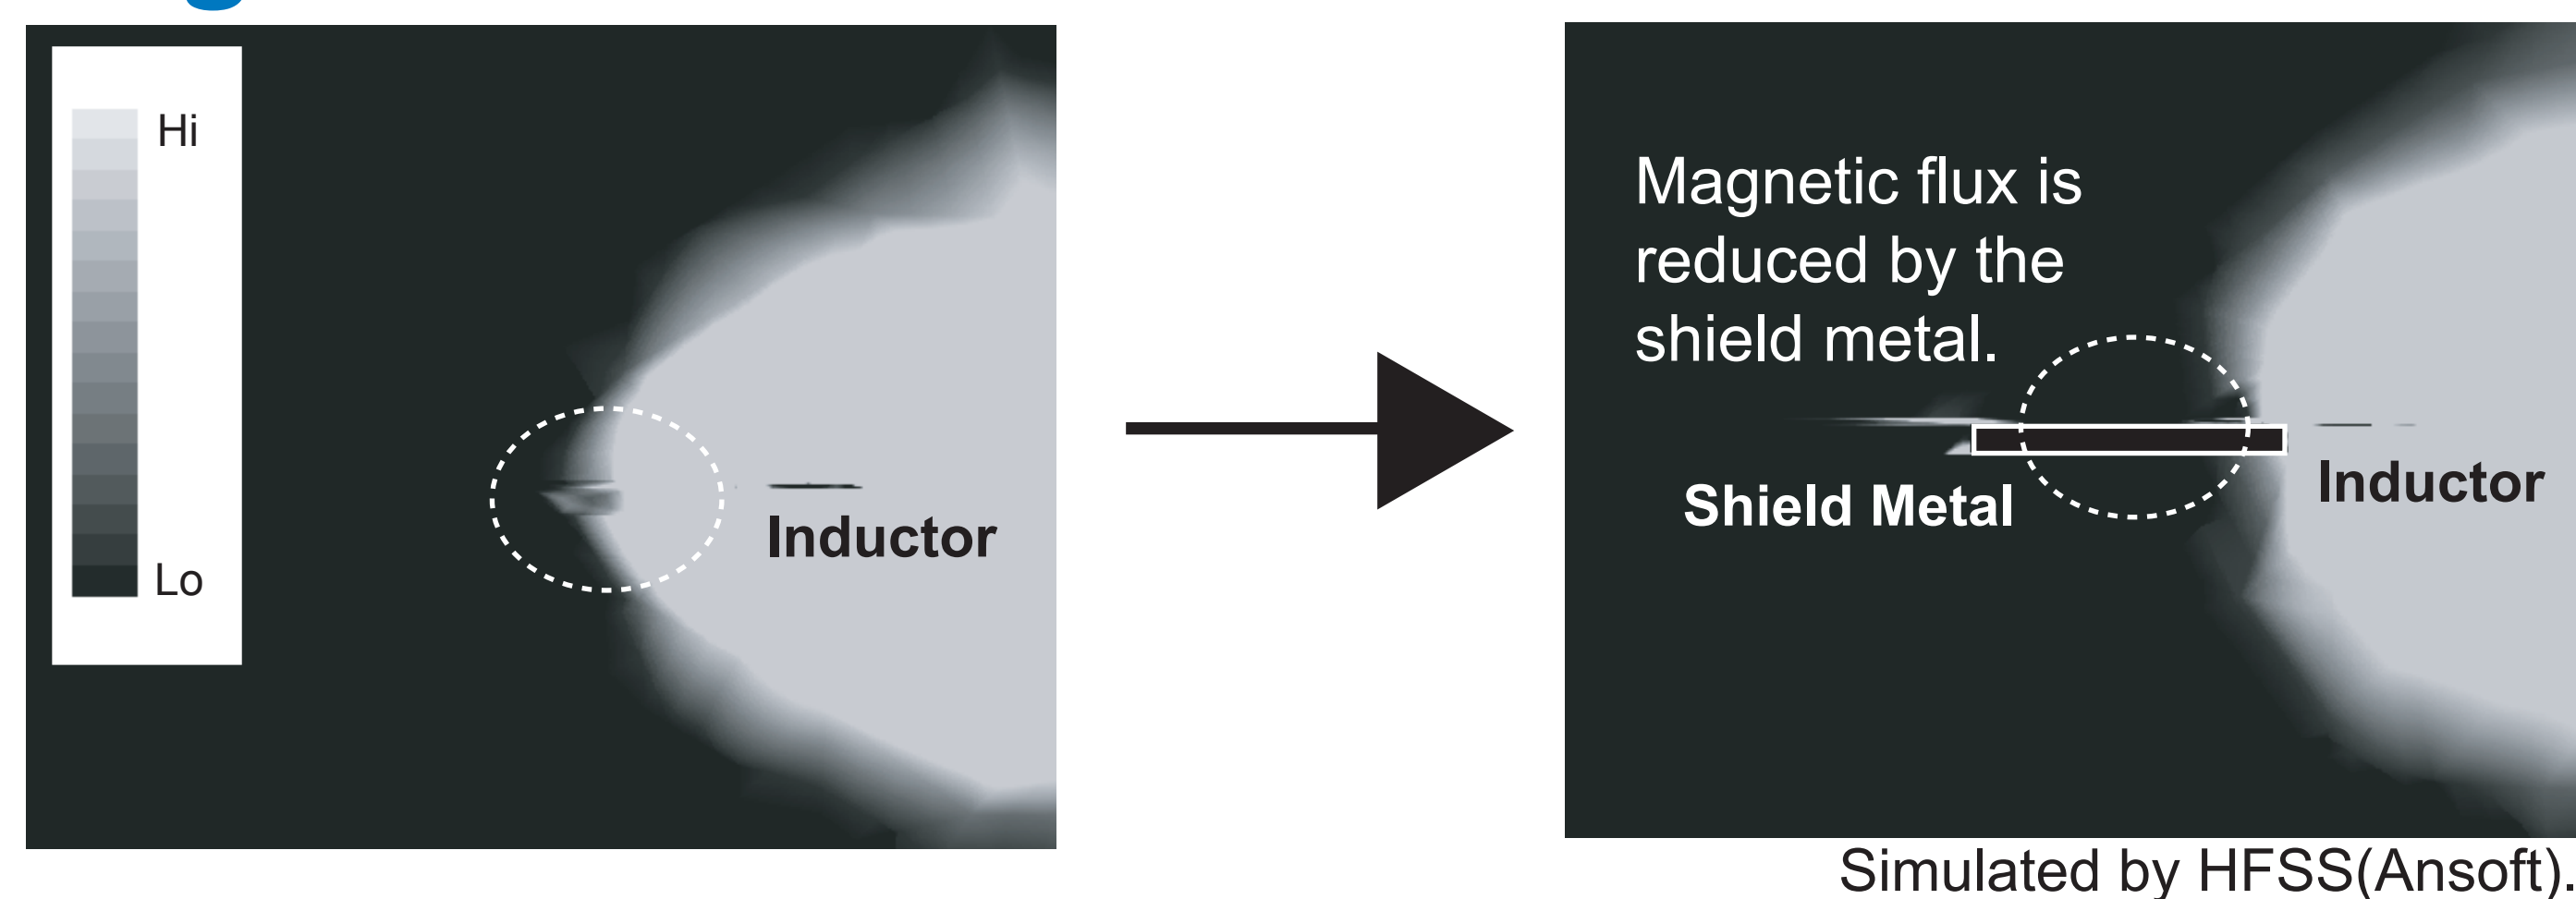 Hi
Lo
Inductor
Magnetic flux is
reduced by the
shield metal.
Shield Metal
Inductor
Simulated by HFSS(Ansoft).